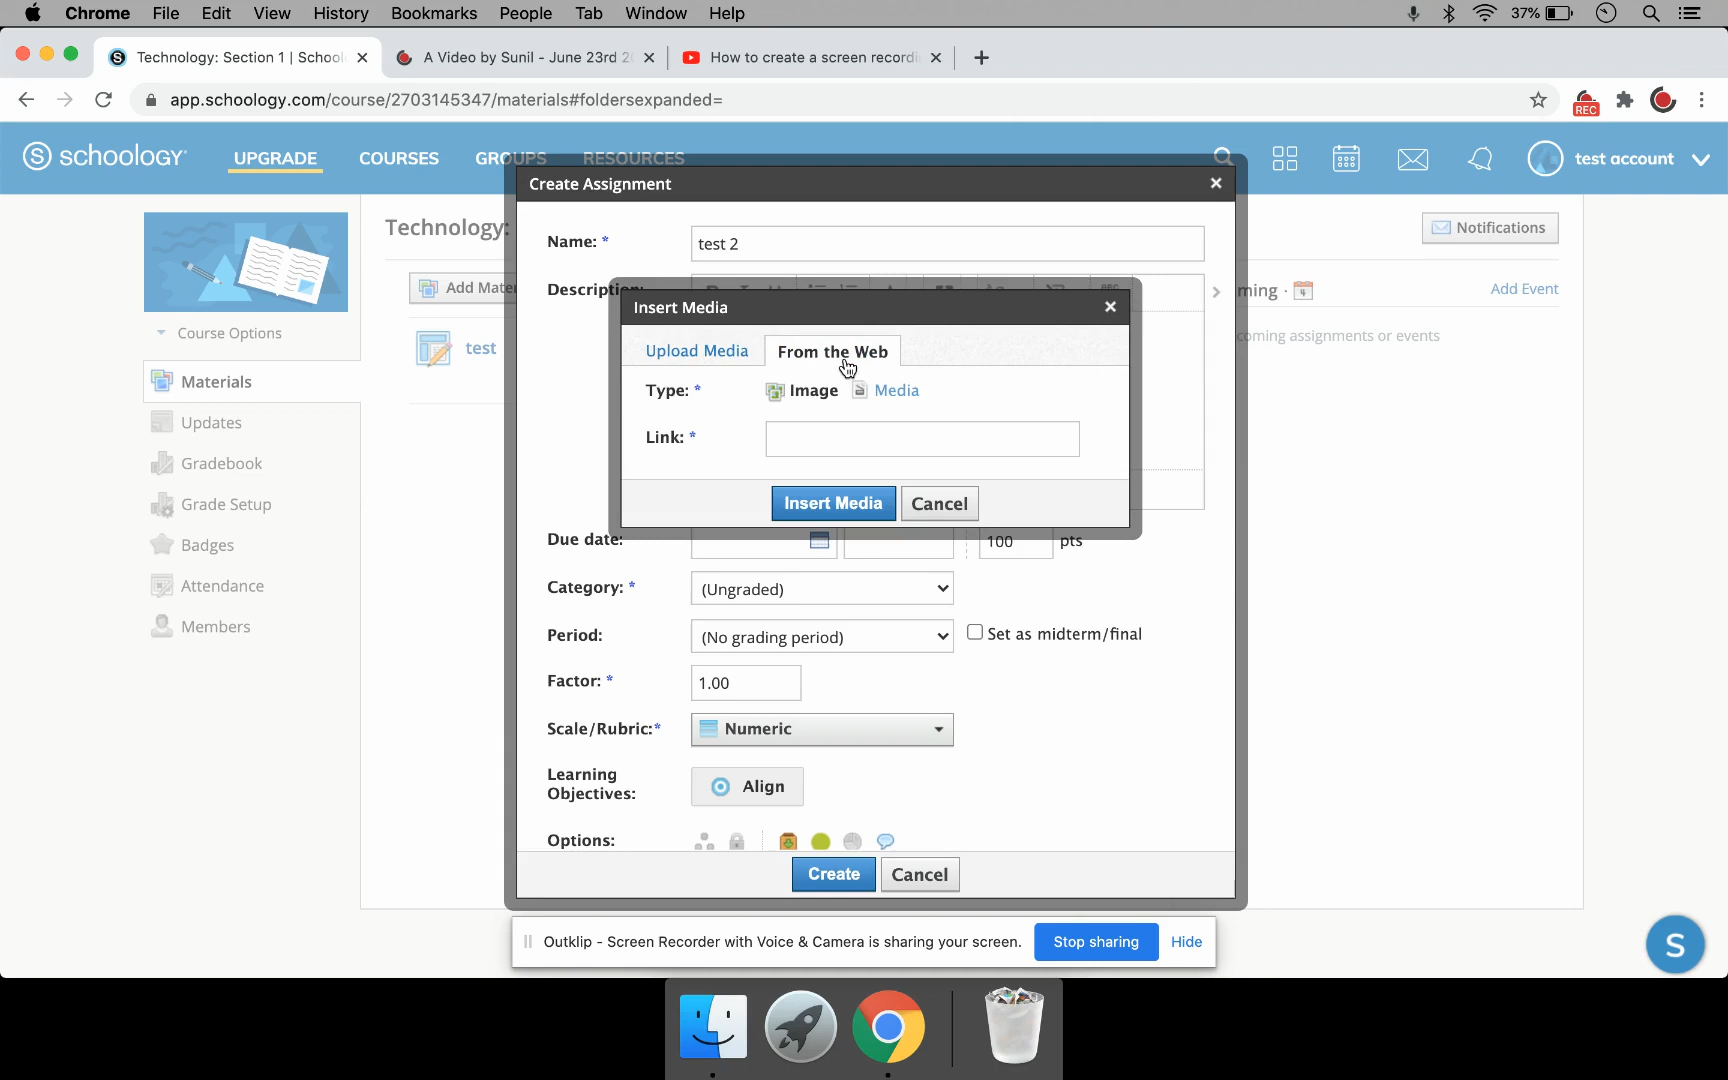 Chrome File Edit View History Bookmarks People Tab Window Help 37%
Technology: Section 1 | School A Video by Sunil - June 23rd 2 How to create a screen recordi
app.schoology.com/course/2703145347/materials#foldersexpanded=
REC
S schoology UPGRADE COURSES GROUPS RESOURCES test account
Create Assignment
Technology:
Notifications
Name: * test 2
Add Mater
Description:
ming · Add Event
Insert Media
Course Options
coming assignments or events
test
Upload Media From the Web
Materials
Type: * Image Media
Updates
Link: *
Gradebook
Grade Setup
Insert Media Cancel
Badges
Due date: 100 pts
Attendance
Category: * (Ungraded)
Members
Period: (No grading period) Set as midterm/final
Factor: * 1.00
Scale/Rubric:* Numeric
Learning
Objectives:
Align
Options:
Create Cancel
Outklip - Screen Recorder with Voice & Camera is sharing your screen. Stop sharing Hide
S